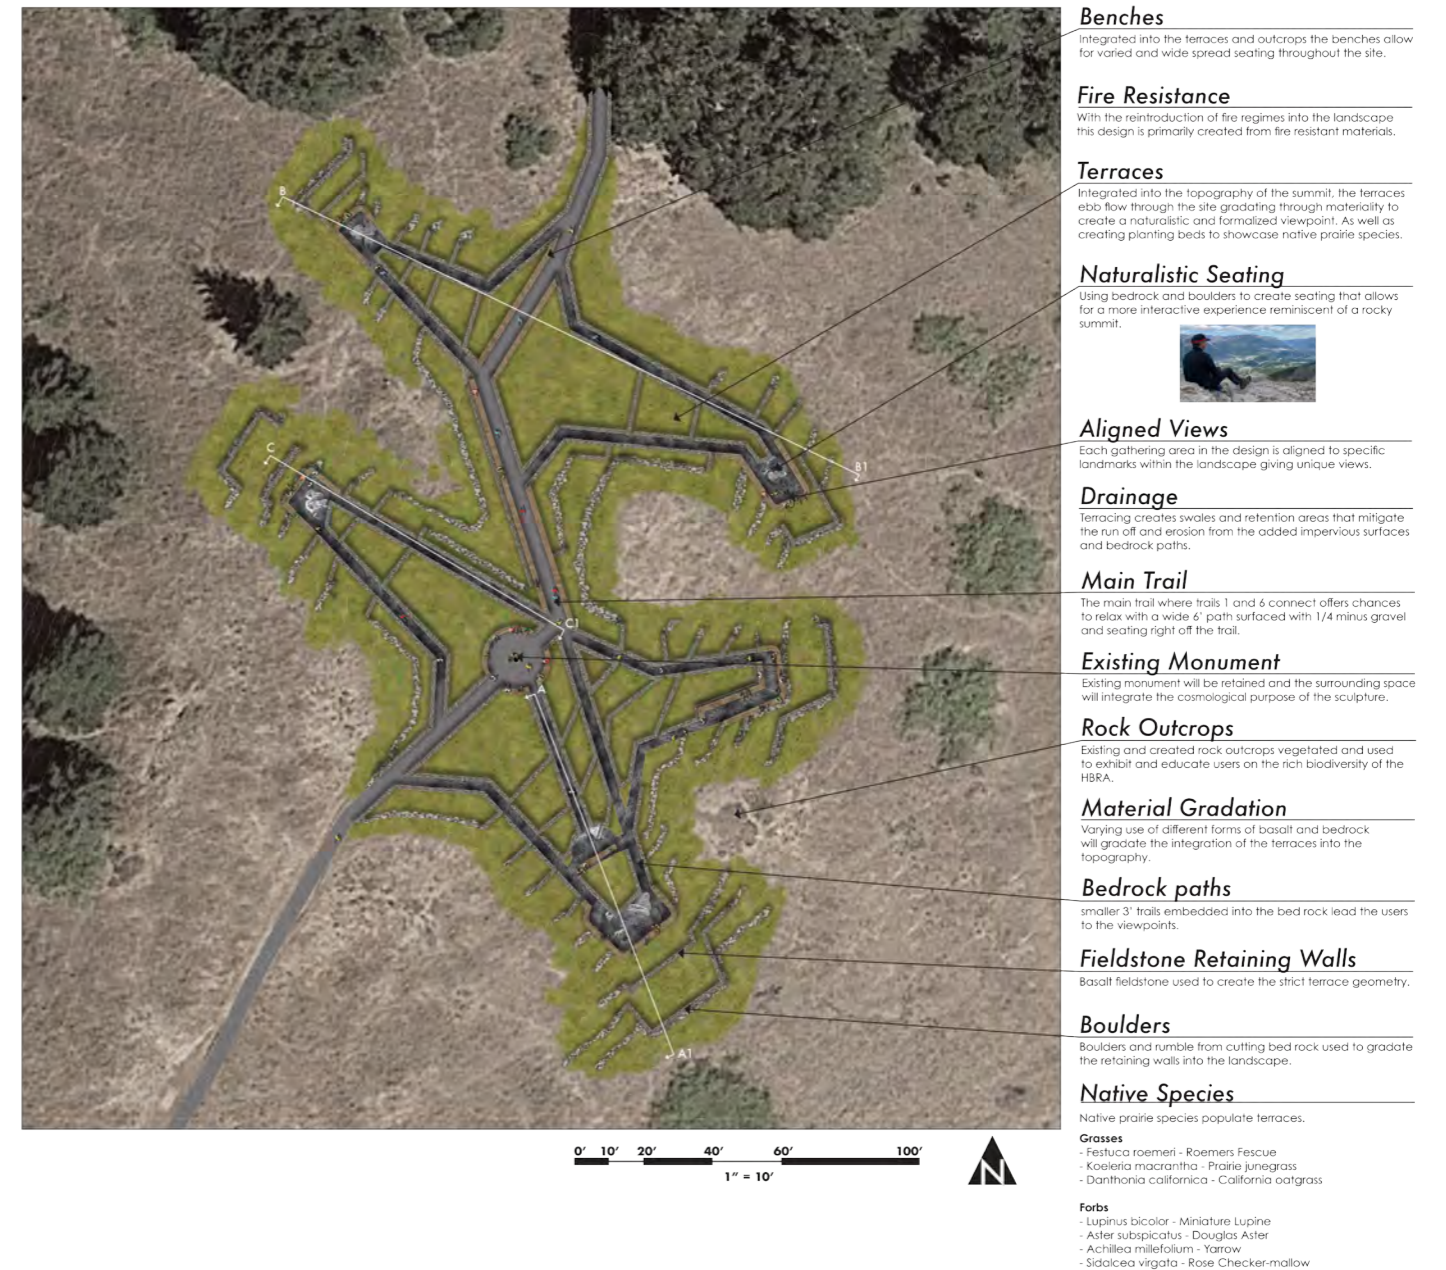 Benches
Integrated into the terraces and outcrops the benches allow
for varied and wide spread seating throughout the site.
Fire Resistance
With the reintroduction of fire regimes into the landscape
this design is primarily created from fire resistant materials.
Terraces
Integrated into the topography of the summit, the terraces
ebb flow through the site gradating through materiality to
create a naturalistic and formalized viewpoint. As well as
creating planting beds to showcase native prairie species.
Naturalistic Seating
Using bedrock and boulders to create seating that allows
for a more interactive experience reminiscent of a rocky
summit.
Aligned Views
Each gathering area in the design is aligned to specific
landmarks within the landscape giving unique views.
Drainage
Terracing creates swales and retention areas that mitigate
the run off and erosion from the added impervious surfaces
and bedrock paths.
Main Trail
The main trail where trails 1 and 6 connect offers chances
to relax with a wide 6' path surfaced with 1/4 minus gravel
and seating right off the trail.
Existing Monument
Existing monument will be retained and the surrounding space
will integrate the cosmological purpose of the sculpture.
Rock Outcrops
Existing and created rock outcrops vegetated and used
to exhibit and educate users on the rich biodiversity of the
HBRA.
Material Gradation
Varying use of different forms of basalt and bedrock
will gradate the integration of the terraces into the
topography.
Bedrock paths
smaller 3' trails embedded into the bed rock lead the users
to the viewpoints.
Fieldstone Retaining Walls
Basalt fieldstone used to create the strict terrace geometry.
Boulders
Boulders and rumble from cutting bed rock used to gradate
the retaining walls into the landscape.
Native Species
Native prairie species populate terraces.
Grasses
- Festuca roemeri - Roemers Fescue
- Koeleria macrantha - Prairie junegrass
- Danthonia californica - California oatgrass
Forbs
- Lupinus bicolor - Miniature Lupine
- Aster subspicatus - Douglas Aster
- Achillea millefolium - Yarrow
- Sidalcea virgata - Rose Checker-mallow
B
B1
C
C1
A
A1
0' 10' 20' 40' 60' 100'
1" = 10'
N